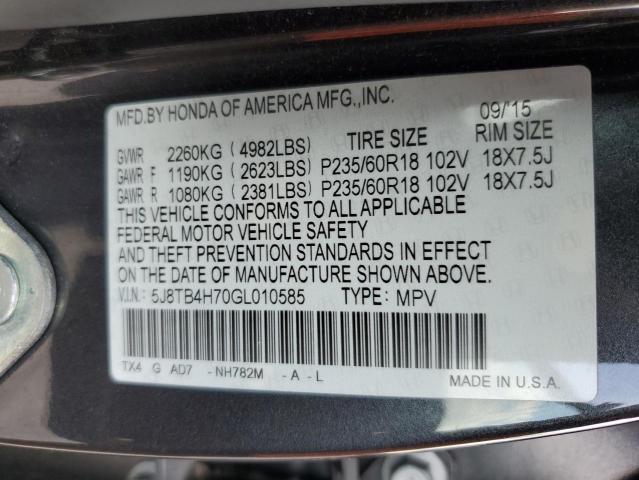 MFD.BY HONDA OF AMERICA MFG.,INC. 09/'15
GVWR 2260KG (4982LBS) TIRE SIZE RIM SIZE
GAWR F 1190KG (2623LBS) P235/60R18 102V 18X7.5J
GAWR R 1080KG (2381LBS) P235/60R18 102V 18X7.5J
THIS VEHICLE CONFORMS TO ALL APPLICABLE
FEDERAL MOTOR VEHICLE SAFETY
AND THEFT PREVENTION STANDARDS IN EFFECT
ON THE DATE OF MANUFACTURE SHOWN ABOVE.
V.I.N.: 5J8TB4H70GL010585 TYPE: MPV
TX4 G AD7 -NH782M -A-L MADE IN U.S.A.